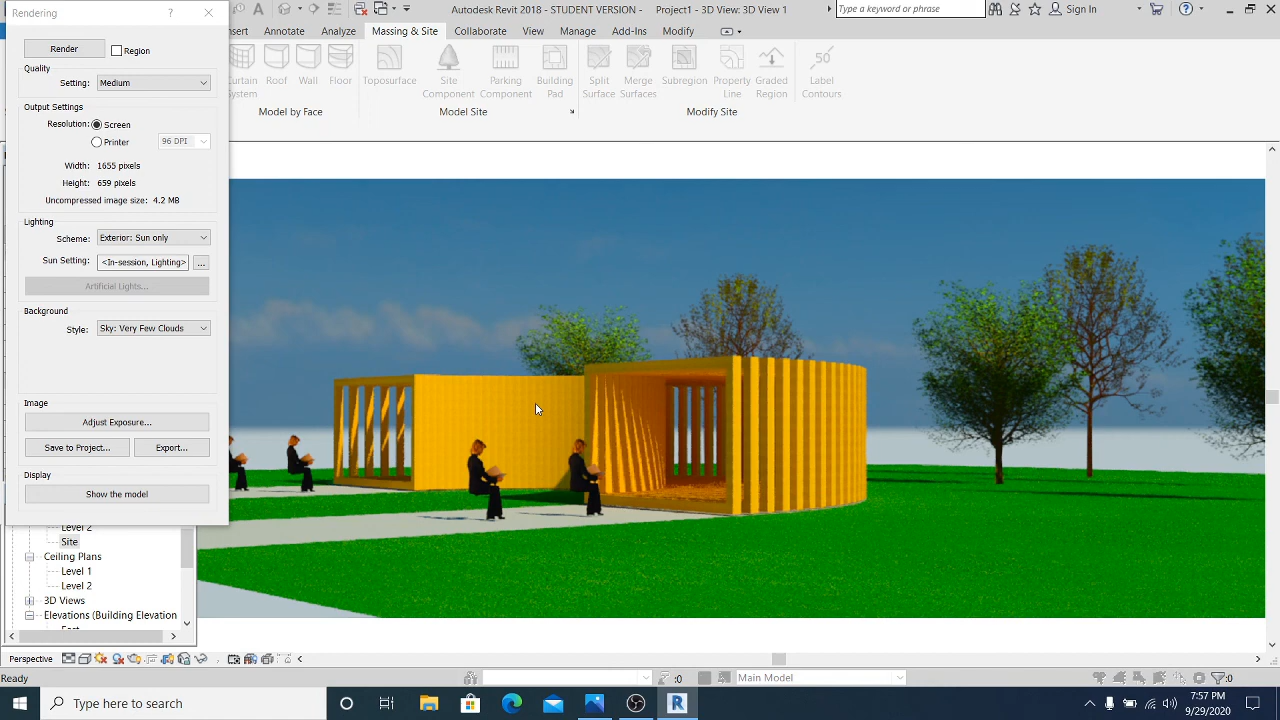 Rendering ? ×
Autodesk Revit 2018 - STUDENT VERSION - Project1 - 3D View: 3D View 1
Type a keyword or phrase
Sign In
nsert Annotate Analyze Massing & Site Collaborate View Manage Add-Ins Modify
Curtain System
Roof
Wall
Floor
Toposurface
Site Component
Parking Component
Building Pad
Split Surface
Merge Surfaces
Subregion
Property Line
Graded Region
50
Label Contours
Model by Face
Model Site
Modify Site
Render
Region
Quality
Setting: Medium
Output Settings
Resolution: Screen
Printer 96 DPI
Width: 1655 pixels
Height: 659 pixels
Uncompressed image size: 4.2 MB
Lighting
Scheme: Exterior: Sun only
Sun Setting: <In-session, Lighting> ...
Artificial Lights...
Background
Style: Sky: Very Few Clouds
Image
Adjust Exposure...
Save to Project... Export...
Display
Show the model
Level 2
Site
Ceiling Plans
Level 1
Level 2
3D Views
Elevations (Building Elevation
Perspective
Ready
:0
Main Model
:0
Type here to search
7:57 PM
9/29/2020